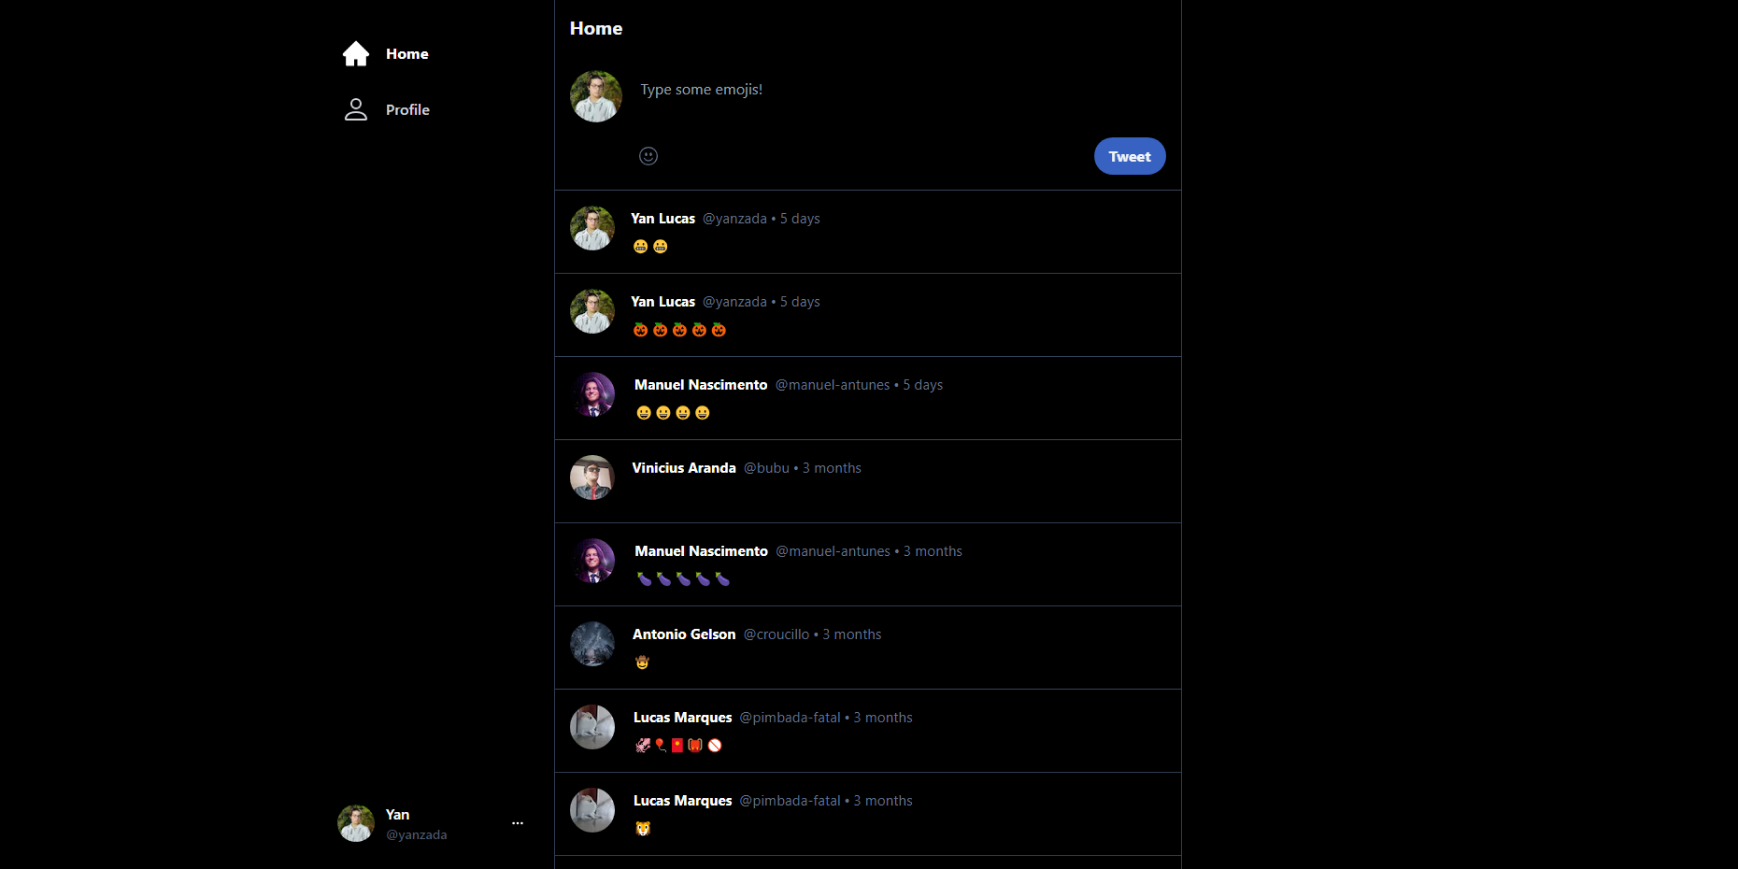 Home
Profile
Home
Type some emojis!
Tweet
Yan Lucas @yanzada • 5 days
😬😬
Yan Lucas @yanzada • 5 days
🎃🎃🎃🎃🎃
Manuel Nascimento @manuel-antunes • 5 days
😀😀😀😀
Vinicius Aranda @bubu • 3 months
Manuel Nascimento @manuel-antunes • 3 months
🍆🍆🍆🍆🍆
Antonio Gelson @croucillo • 3 months
🤠
Lucas Marques @pimbada-fatal • 3 months
🦑🎈🧧👘🚫
Lucas Marques @pimbada-fatal • 3 months
🐯
Yan
@yanzada
...